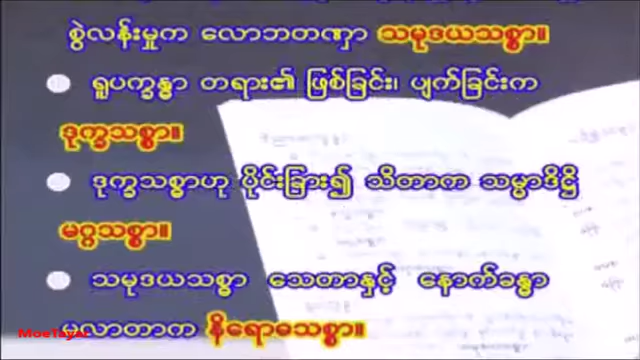 စွဲလန်းမှုက လောဘတဏှာ သမုဒယသစ္စာ။
ရူပက္ခန္ဓာ တရား၏ ဖြစ်ခြင်း၊ ပျက်ခြင်းက
ဒုက္ခသစ္စာ။
ဒုက္ခသစ္စာဟု ပိုင်းခြား၍ သိတာက သမ္မာဒိဋ္ဌိ
မဂ္ဂသစ္စာ။
သမုဒယသစ္စာ သေတာနှင့် နောက်ခန္ဓာ
မလာတာက နိရောဓသစ္စာ။
MoeTayar